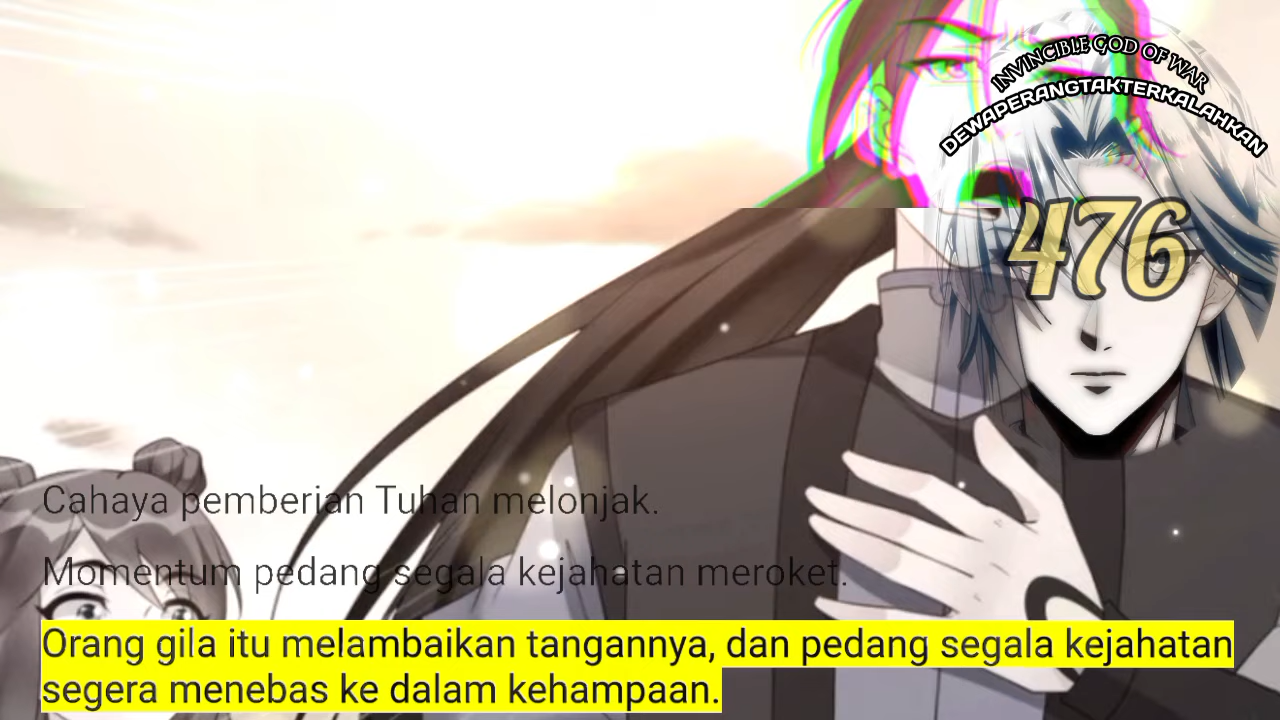 INVINCIBLE GOD OF WAR
DEWAPERANGTAKTERKALAHKAN
476
Cahaya pemberian Tuhan melonjak.
Momentum pedang segala kejahatan meroket.
Orang gila itu melambaikan tangannya, dan pedang segala kejahatan
segera menebas ke dalam kehampaan.